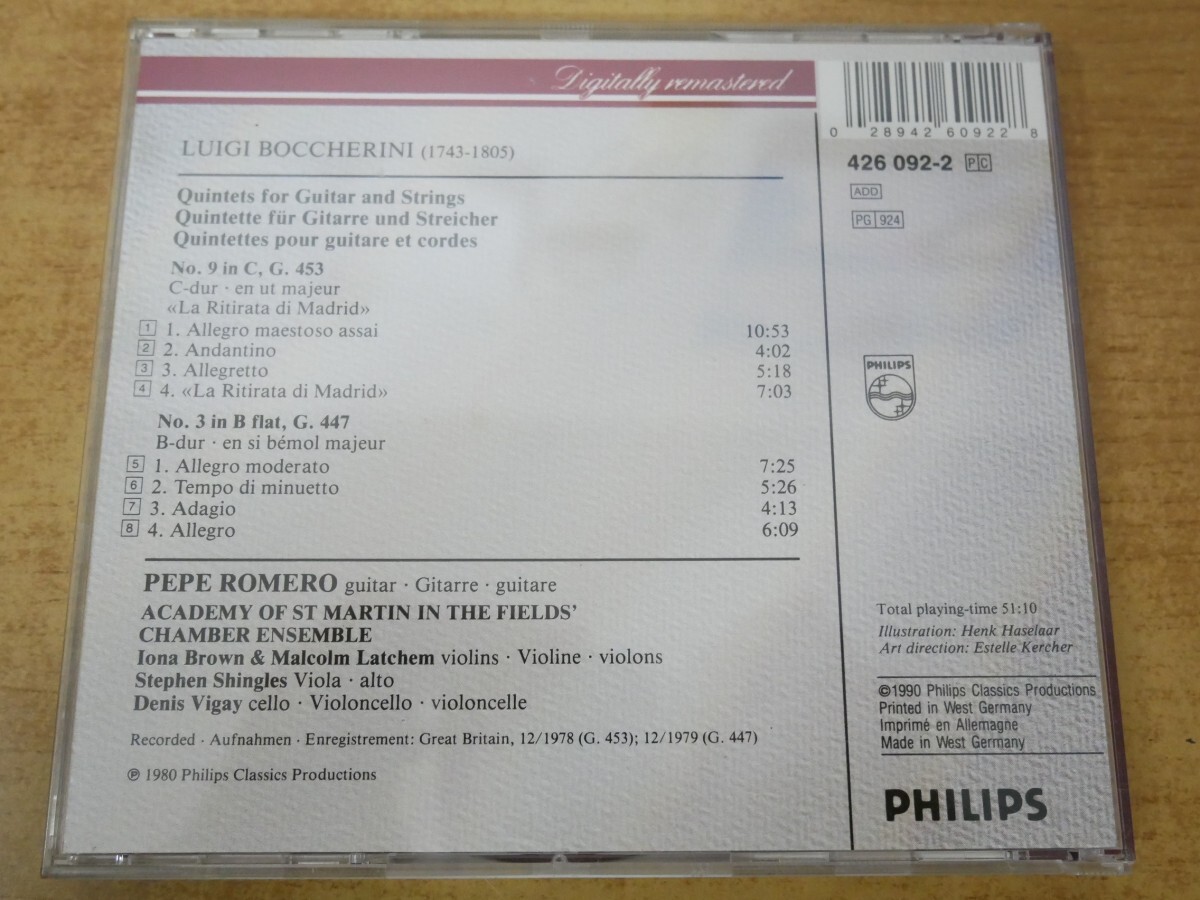 Digitally remastered
0 28942 60922 8
426 092-2 PC
ADD
PG 924
LUIGI BOCCHERINI (1743-1805)
Quintets for Guitar and Strings
Quintette für Gitarre und Streicher
Quintettes pour guitare et cordes
No. 9 in C, G. 453
C-dur · en ut majeur
«La Ritirata di Madrid»
1 1. Allegro maestoso assai 10:53
2 2. Andantino 4:02
3 3. Allegretto 5:18
4 4. «La Ritirata di Madrid» 7:03
No. 3 in B flat, G. 447
B-dur · en si bémol majeur
5 1. Allegro moderato 7:25
6 2. Tempo di minuetto 5:26
7 3. Adagio 4:13
8 4. Allegro 6:09
PEPE ROMERO guitar · Gitarre · guitare
ACADEMY OF ST MARTIN IN THE FIELDS'
CHAMBER ENSEMBLE
Iona Brown & Malcolm Latchem violins · Violine · violons
Stephen Shingles Viola · alto
Denis Vigay cello · Violoncello · violoncelle
Recorded · Aufnahmen · Enregistrement: Great Britain, 12/1978 (G. 453); 12/1979 (G. 447)
℗ 1980 Philips Classics Productions
PHILIPS
Total playing-time 51:10
Illustration: Henk Haselaar
Art direction: Estelle Kercher
©1990 Philips Classics Productions
Printed in West Germany
Imprimé en Allemagne
Made in West Germany
PHILIPS